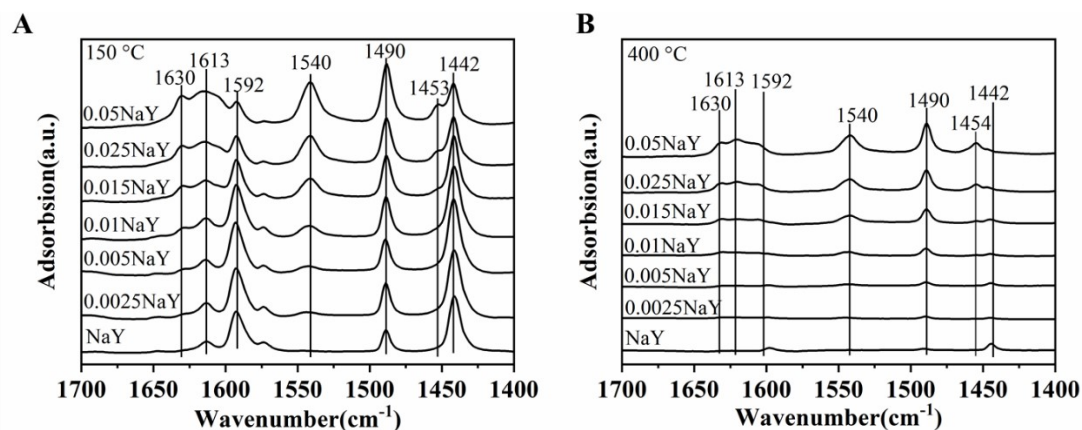 A
150 °C
1630
1613
1592
1540
1490
1453
1442
0.05NaY
0.025NaY
0.015NaY
0.01NaY
0.005NaY
0.0025NaY
NaY
Adsorbsion(a.u.)
1700 1650 1600 1550 1500 1450 1400
Wavenumber(cm⁻¹)
B
400 °C
1613
1630
1592
1540
1490
1454
1442
0.05NaY
0.025NaY
0.015NaY
0.01NaY
0.005NaY
0.0025NaY
NaY
Adsorbsion(a.u.)
1700 1650 1600 1550 1500 1450 1400
Wavenumber(cm⁻¹)